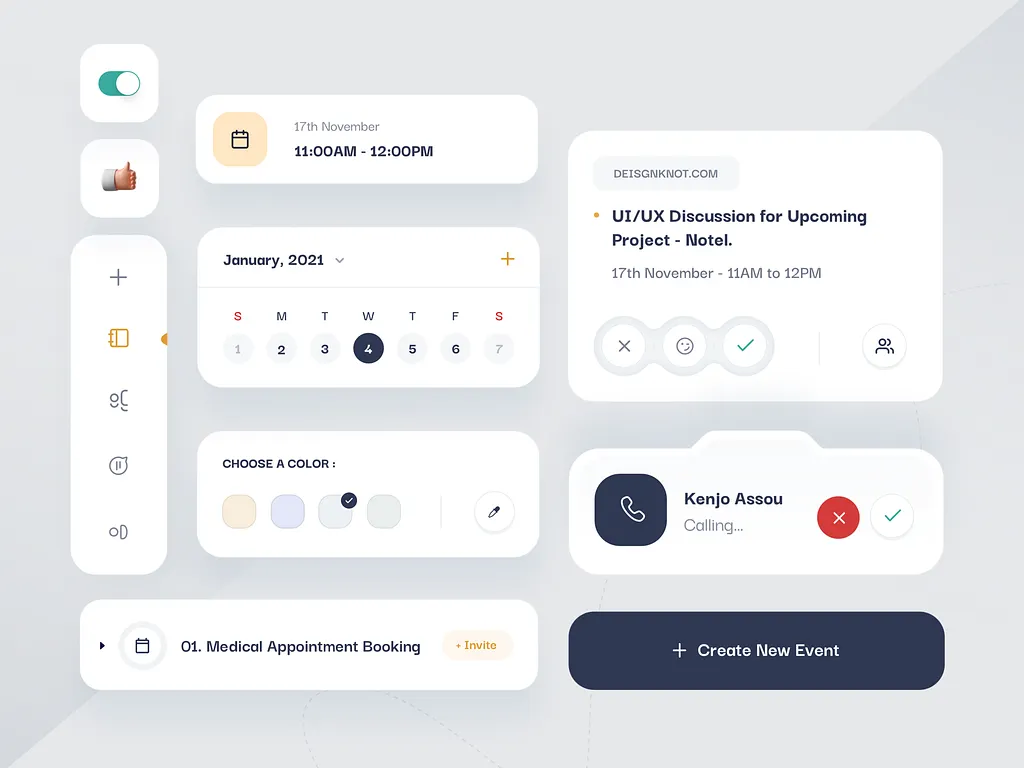 17th November
11:00AM - 12:00PM
January, 2021
S M T W T F S
1 2 3 4 5 6 7
CHOOSE A COLOR :
01. Medical Appointment Booking
+ Invite
DEISGNKNOT.COM
UI/UX Discussion for Upcoming
Project - Notel.
17th November - 11AM to 12PM
Kenjo Assou
Calling...
Create New Event